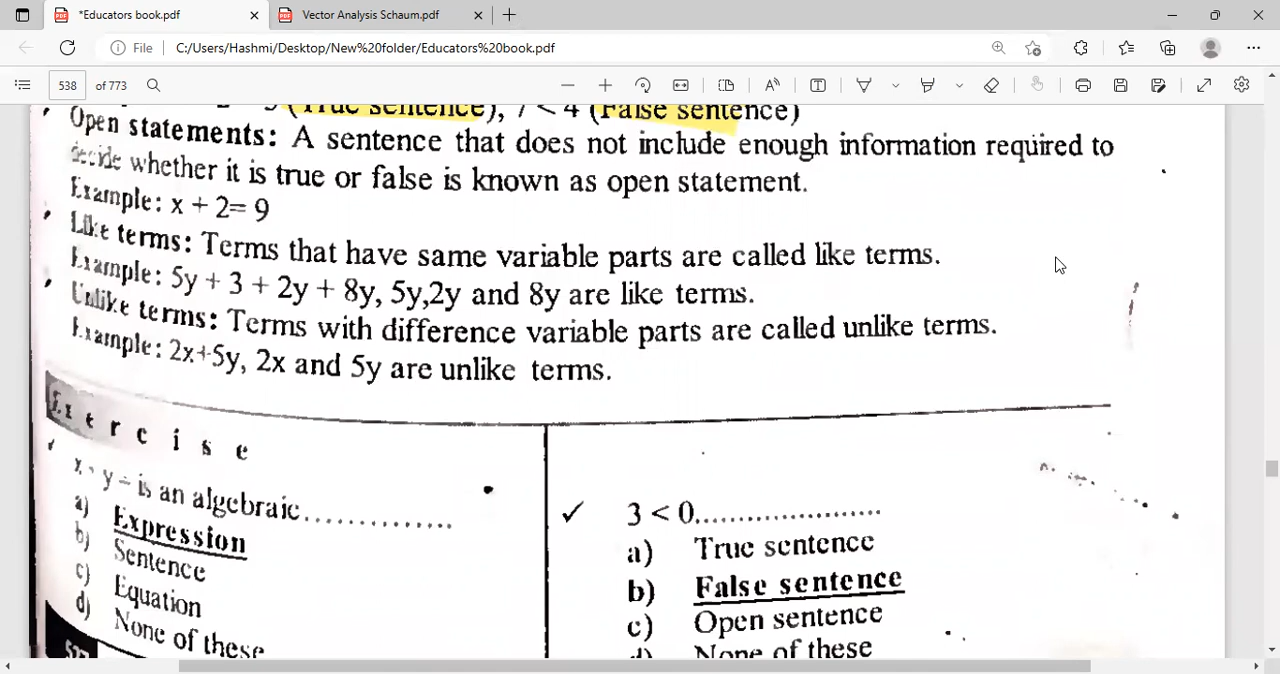 *Educators book.pdf
Vector Analysis Schaum.pdf
File C:/Users/Hashmi/Desktop/New%20folder/Educators%20book.pdf
538 of 773
(True sentence), 7 < 4 (False sentence)
Open statements: A sentence that does not include enough information required to
decide whether it is true or false is known as open statement.
Example: x + 2= 9
Like terms: Terms that have same variable parts are called like terms.
Example: 5y + 3 + 2y + 8y, 5y,2y and 8y are like terms.
Unlike terms: Terms with difference variable parts are called unlike terms.
Example: 2x+5y, 2x and 5y are unlike terms.
Exercise
y = is an algebraic...............
a) Expression
b) Sentence
c) Equation
d) None of these
✓ 3 < 0......................
a) True sentence
b) False sentence
c) Open sentence
d) None of these